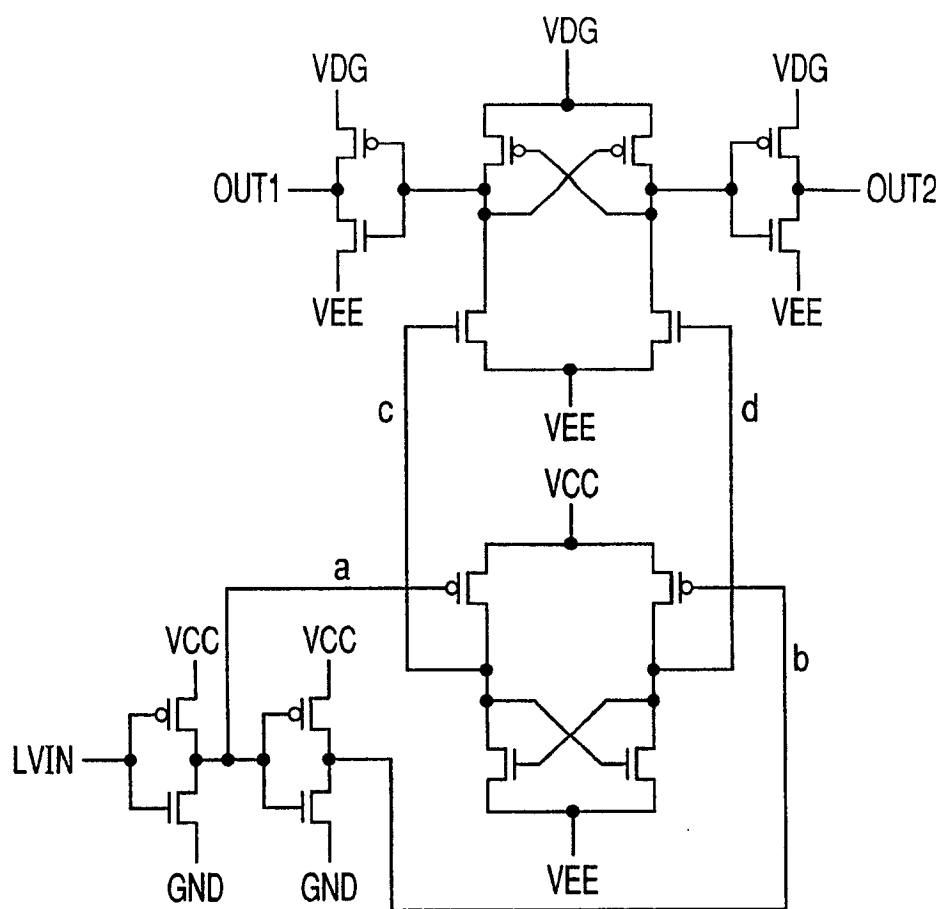 VDG
VDG
VDG
OUT1
OUT2
VEE
VEE
c
VEE
d
VCC
a
VCC
VCC
b
LVIN
GND
GND
VEE